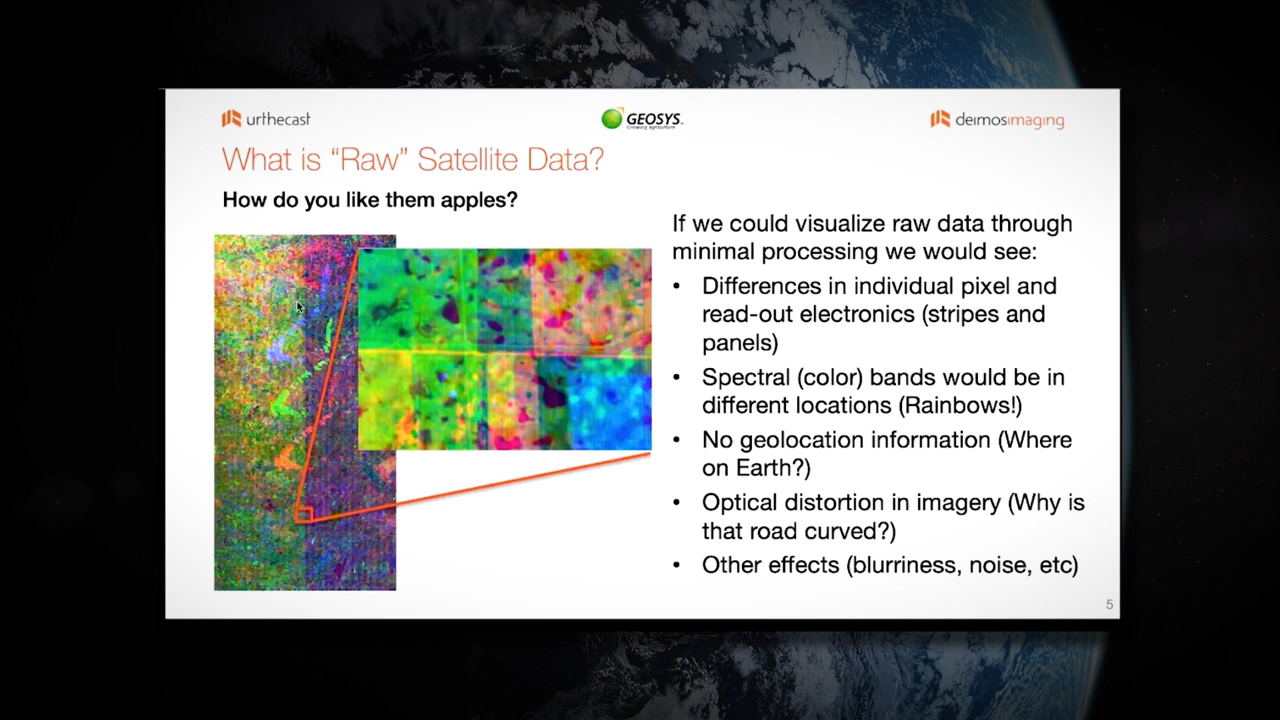 urthecast
GEOSYS
Growing agriculture
deimosimaging
What is “Raw” Satellite Data?
How do you like them apples?
If we could visualize raw data through
minimal processing we would see:
• Differences in individual pixel and
read-out electronics (stripes and
panels)
• Spectral (color) bands would be in
different locations (Rainbows!)
• No geolocation information (Where
on Earth?)
• Optical distortion in imagery (Why is
that road curved?)
• Other effects (blurriness, noise, etc)
5